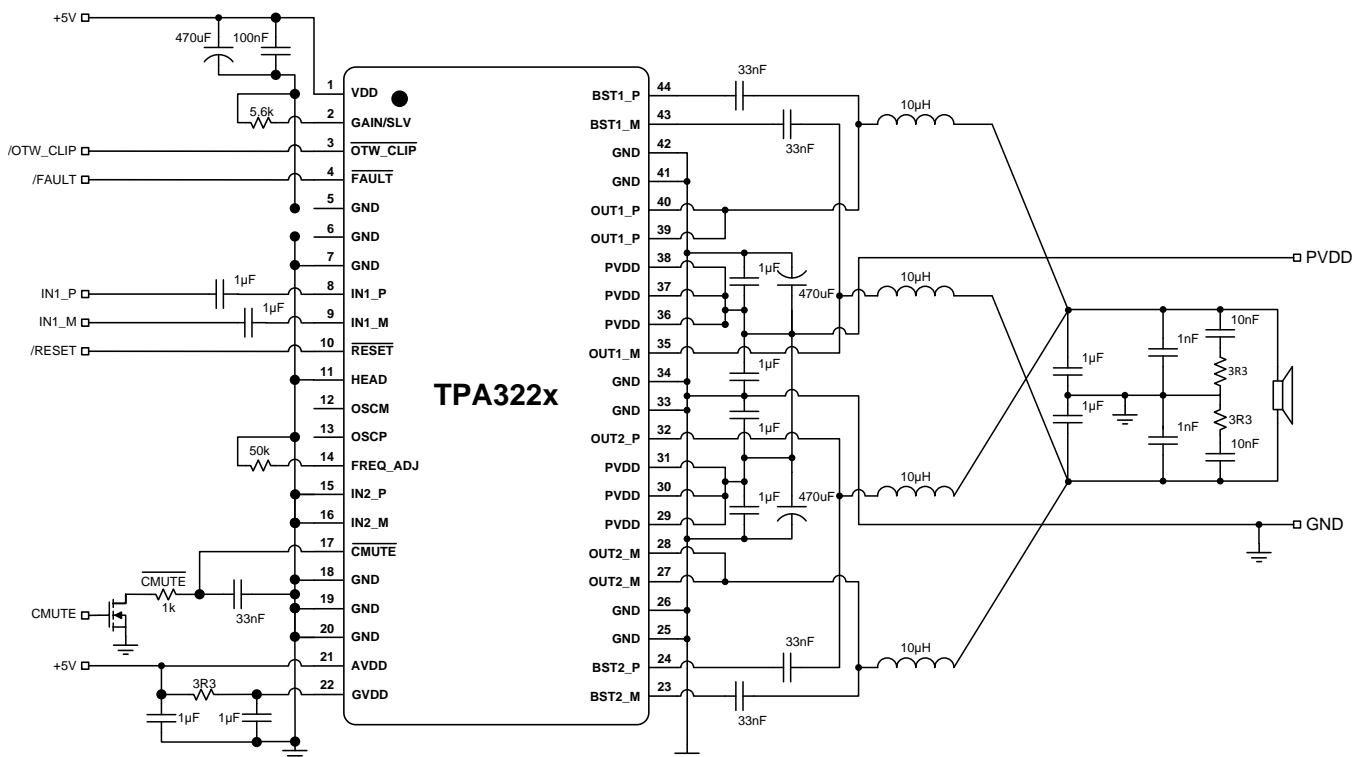 +5V
470uF
100nF
5.6k
/OTW_CLIP
/FAULT
1µF
IN1_P
1µF
IN1_M
/RESET
50k
CMUTE
1k
33nF
CMUTE
+5V
3R3
1µF
1µF
TPA322x
1 VDD
2 GAIN/SLV
3 OTW_CLIP
4 FAULT
5 GND
6 GND
7 GND
8 IN1_P
9 IN1_M
10 RESET
11 HEAD
12 OSCM
13 OSCP
14 FREQ_ADJ
15 IN2_P
16 IN2_M
17 CMUTE
18 GND
19 GND
20 GND
21 AVDD
22 GVDD
BST1_P 44
BST1_M 43
GND 42
GND 41
OUT1_P 40
OUT1_P 39
PVDD 38
PVDD 37
PVDD 36
OUT1_M 35
GND 34
GND 33
OUT2_P 32
PVDD 31
PVDD 30
PVDD 29
OUT2_M 28
OUT2_M 27
GND 26
GND 25
BST2_P 24
BST2_M 23
33nF
33nF
10µH
1µF
470uF
10µH
1µF
1µF
1µF
470uF
10µH
33nF
33nF
10µH
PVDD
1µF
1nF
10nF
3R3
1µF
1nF
3R3
10nF
GND